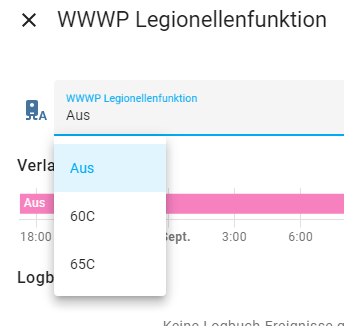 WWWP Legionellenfunktion
WWWP Legionellenfunktion
Aus
Aus
60C
65C
Verla
Aus
18:00
Sept.
3:00
6:00
Logb
Keine Logbuch Ereignisse g